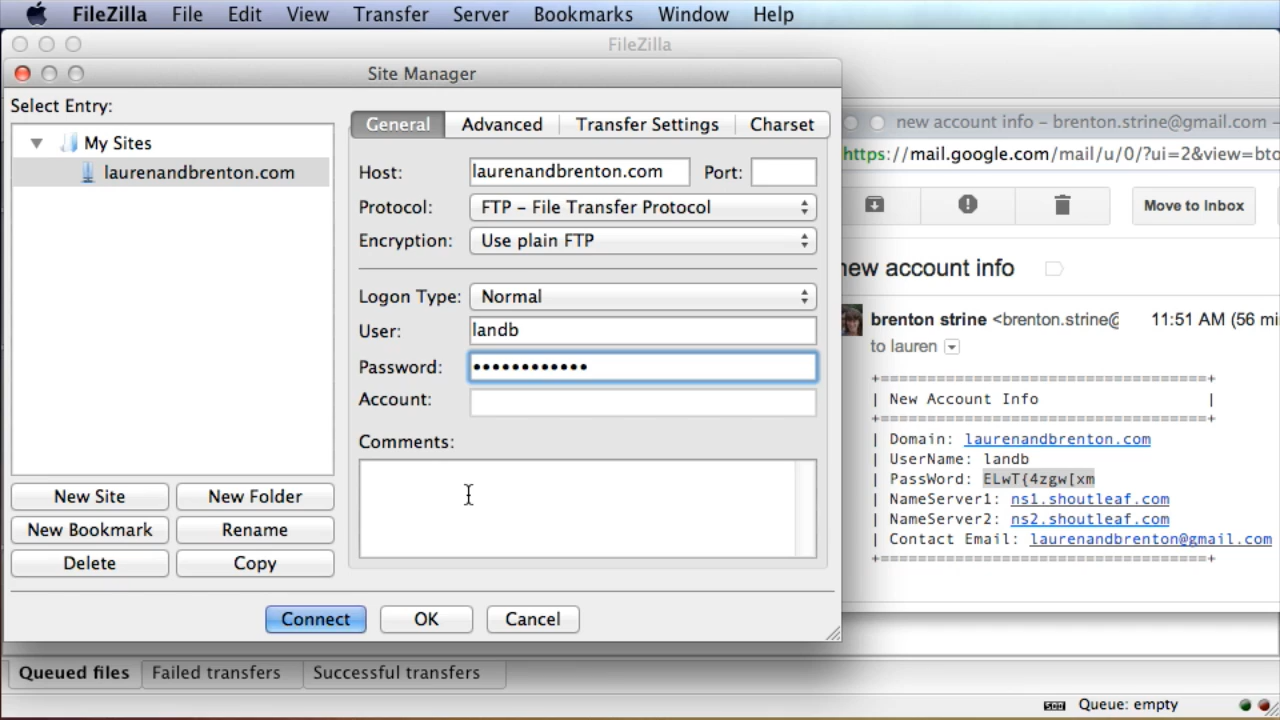 FileZilla File Edit View Transfer Server Bookmarks Window Help
FileZilla
Site Manager
Select Entry:
My Sites
laurenandbrenton.com
New Site New Folder
New Bookmark Rename
Delete Copy
General Advanced Transfer Settings Charset
Host: laurenandbrenton.com Port:
Protocol: FTP – File Transfer Protocol
Encryption: Use plain FTP
Logon Type: Normal
User: landb
Password: ••••••••••••
Account:
Comments:
Connect OK Cancel
new account info – brenton.strine@gmail.com –
https://mail.google.com/mail/u/0/?ui=2&view=bto
Move to Inbox
new account info
brenton strine <brenton.strine@ 11:51 AM (56 mi
to lauren
+================================+
| New Account Info |
+================================+
| Domain: laurenandbrenton.com
| UserName: landb
| PassWord: ELwT{4zgw[xm
| NameServer1: ns1.shoutleaf.com
| NameServer2: ns2.shoutleaf.com
| Contact Email: laurenandbrenton@gmail.com
+================================+
Queued files Failed transfers Successful transfers
Queue: empty